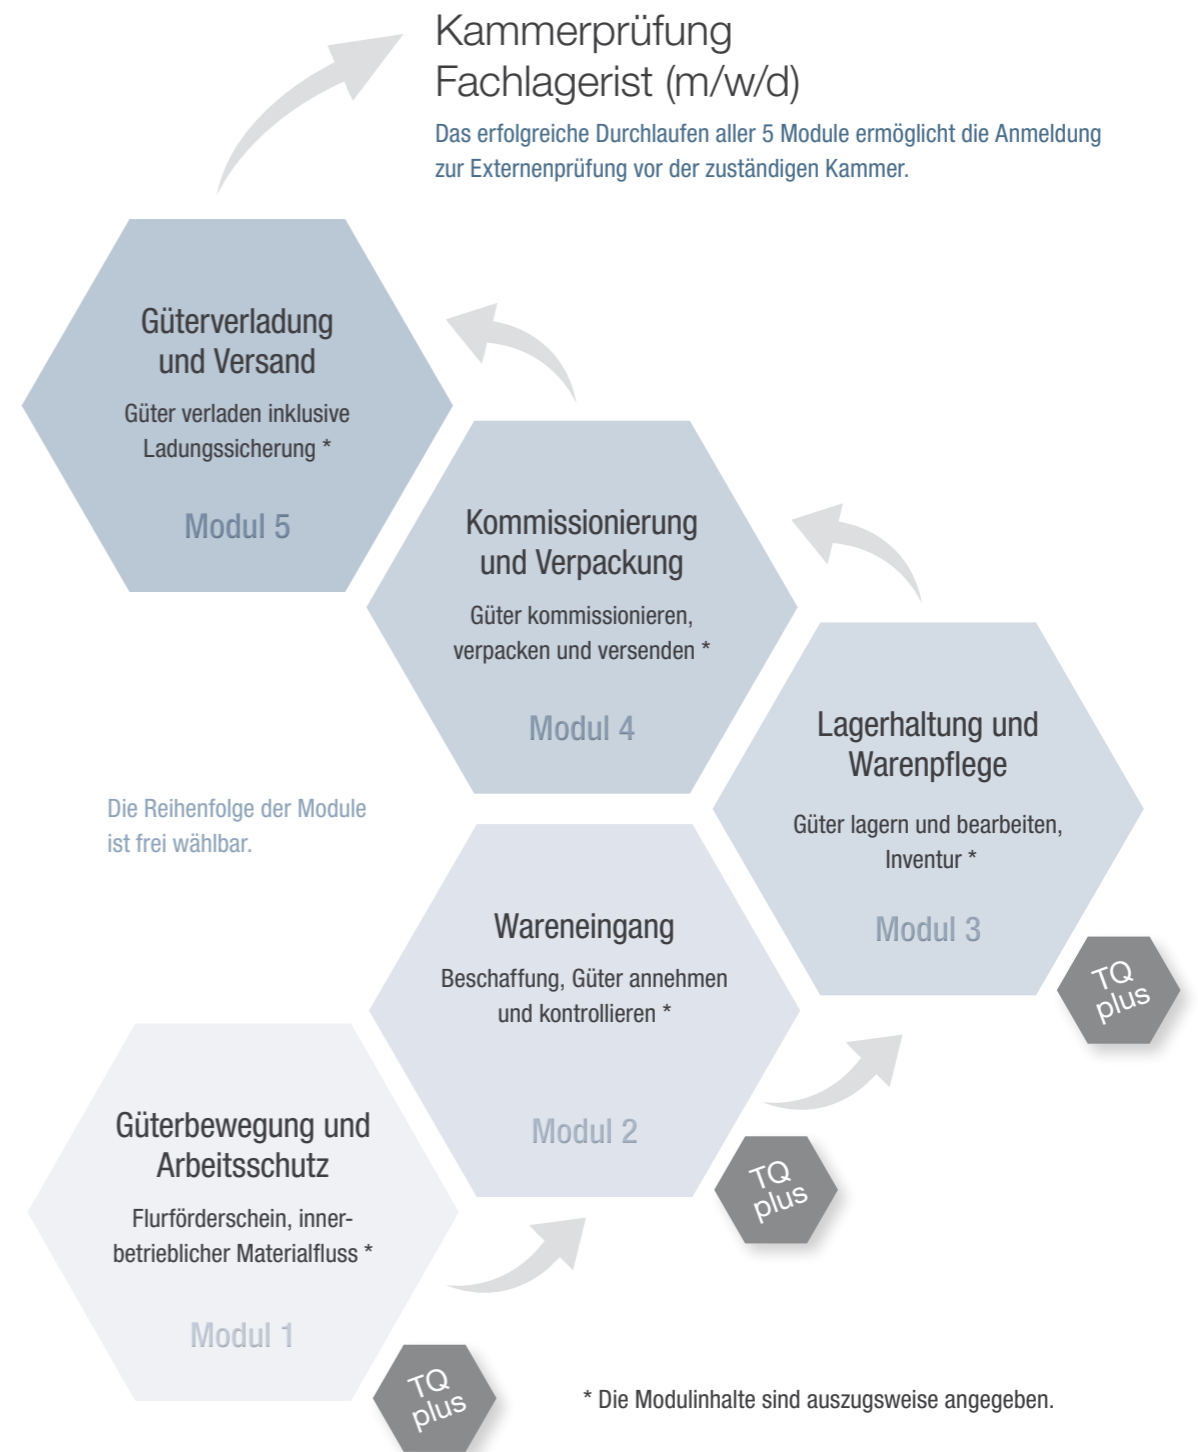 Kammerprüfung
Fachlagerist (m/w/d)
Das erfolgreiche Durchlaufen aller 5 Module ermöglicht die Anmeldung
zur Externenprüfung vor der zuständigen Kammer.
Güterverladung
und Versand
Güter verladen inklusive
Ladungssicherung *
Modul 5
Kommissionierung
und Verpackung
Güter kommissionieren,
verpacken und versenden *
Modul 4
Lagerhaltung und
Warenpflege
Güter lagern und bearbeiten,
Inventur *
Modul 3
TQ
plus
Die Reihenfolge der Module
ist frei wählbar.
Wareneingang
Beschaffung, Güter annehmen
und kontrollieren *
Modul 2
TQ
plus
Güterbewegung und
Arbeitsschutz
Flurförderschein, inner-
betrieblicher Materialfluss *
Modul 1
TQ
plus
* Die Modulinhalte sind auszugsweise angegeben.